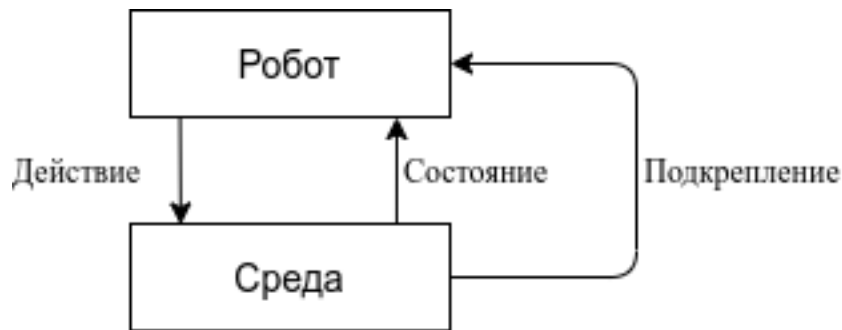 Робот
Действие
Состояние
Подкрепление
Среда